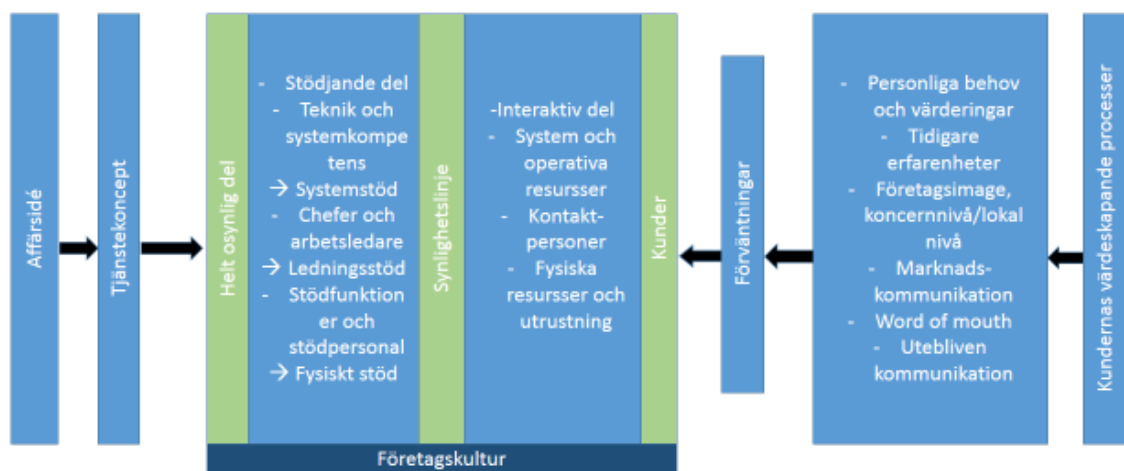 Affärsidé
Tjänstekoncept
Helt osynlig del
- Stödjande del
- Teknik och
systemkompe
tens
→ Systemstöd
- Chefer och
arbetsledare
→ Ledningsstöd
- Stödfunktion
er och
stödpersonal
→ Fysiskt stöd
Synlighetslinje
-Interaktiv del
- System och
operativa
resursser
- Kontakt-
personer
- Fysiska
resursser och
utrustning
Kunder
Företagskultur
Förväntningar
- Personliga behov
och värderingar
- Tidigare
erfarenheter
- Företagsimage,
koncernnivå/lokal
nivå
- Marknads-
kommunikation
- Word of mouth
- Utebliven
kommunikation
Kundernas värdeskapande processer